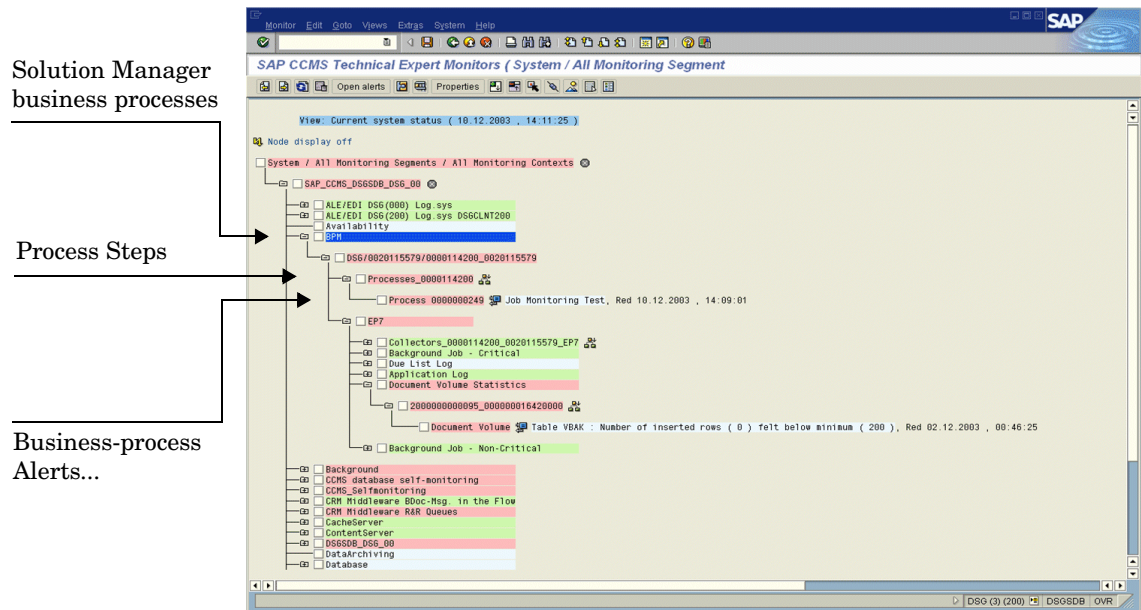 Solution Manager
business processes
Process Steps
Business-process
Alerts...
Monitor Edit Goto Views Extras System Help
SAP
SAP CCMS Technical Expert Monitors ( System / All Monitoring Segment
Open alerts Properties
View: Current system status ( 10.12.2003 , 14:11:25 )
Node display off
System / All Monitoring Segments / All Monitoring Contexts
SAP_CCMS_DSGSDB_DSG_00
ALE/EDI DSG(000) Log.sys
ALE/EDI DSG(200) Log.sys DSGCLNT200
Availability
BPM
DSG/0020115579/0000114200_0020115579
Processes_0000114200
Process 0000000249 Job Monitoring Test, Red 10.12.2003 , 14:09:01
EP7
Collectors_0000114200_0020115579_EP7
Background Job - Critical
Due List Log
Application Log
Document Volume Statistics
2000000000095_000000016420000
Document Volume Table VBAK : Number of inserted rows ( 0 ) felt below minimum ( 200 ), Red 02.12.2003 , 00:46:25
Background Job - Non-Critical
Background
CCMS database self-monitoring
CCMS_Selfmonitoring
CRM Middleware BDoc-Msg. in the Flow
CRM Middleware R&R Queues
CacheServer
ContentServer
DSGSDB_DSG_00
DataArchiving
Database
DSG (3) (200) DSGSDB OVR